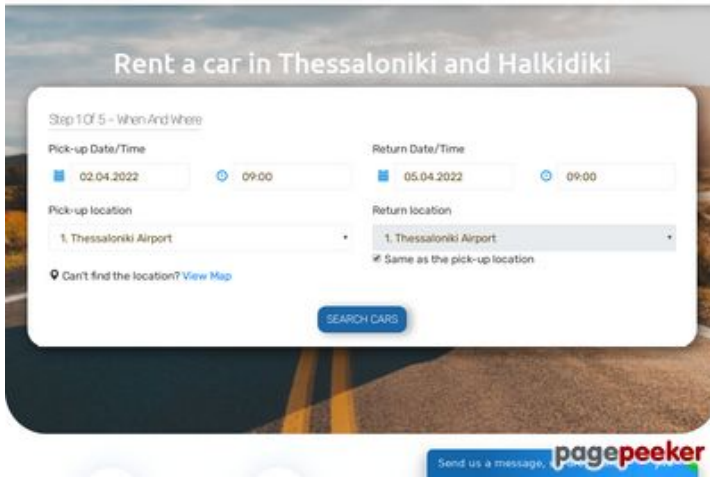 Rent a car in Thessaloniki and Halkidiki
Step 1 Of 5 - When And Where
Pick-up Date/Time
Return Date/Time
02.04.2022
09:00
05.04.2022
09:00
Pick-up location
Return location
1. Thessaloniki Airport
1. Thessaloniki Airport
Same as the pick-up location
Can't find the location? View Map
SEARCH CARS
Send us a message,
pagepeeker